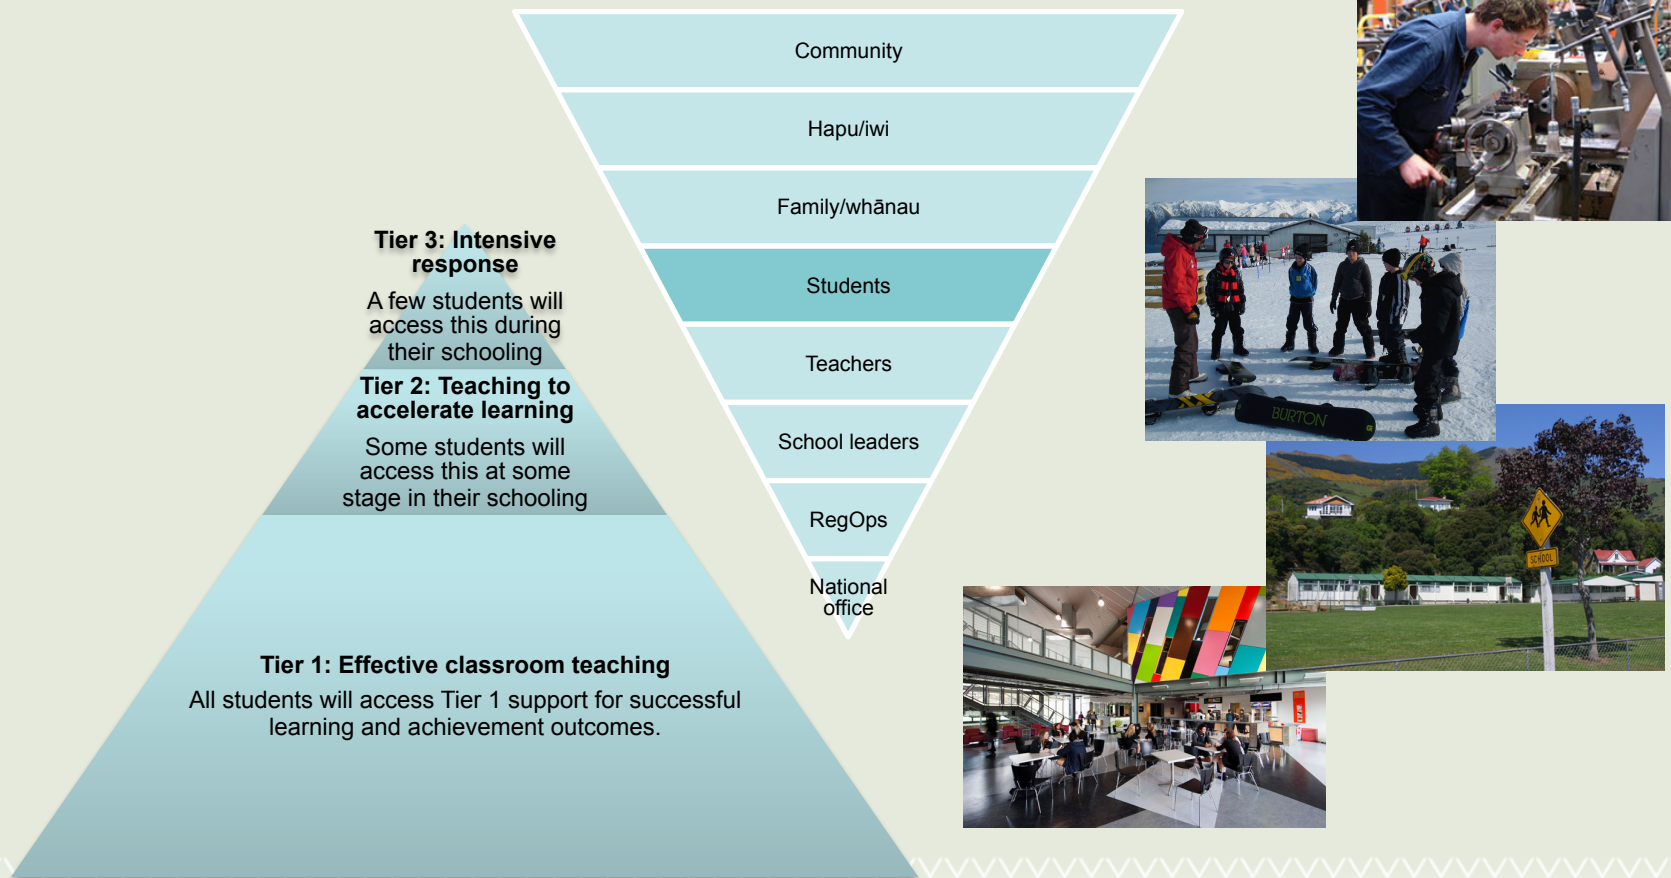 Community
Hapu/iwi
Family/whānau
Students
Teachers
School leaders
RegOps
National
office
Tier 3: Intensive
response
A few students will
access this during
their schooling
Tier 2: Teaching to
accelerate learning
Some students will
access this at some
stage in their schooling
Tier 1: Effective classroom teaching
All students will access Tier 1 support for successful
learning and achievement outcomes.
BURTON
SCHOOL